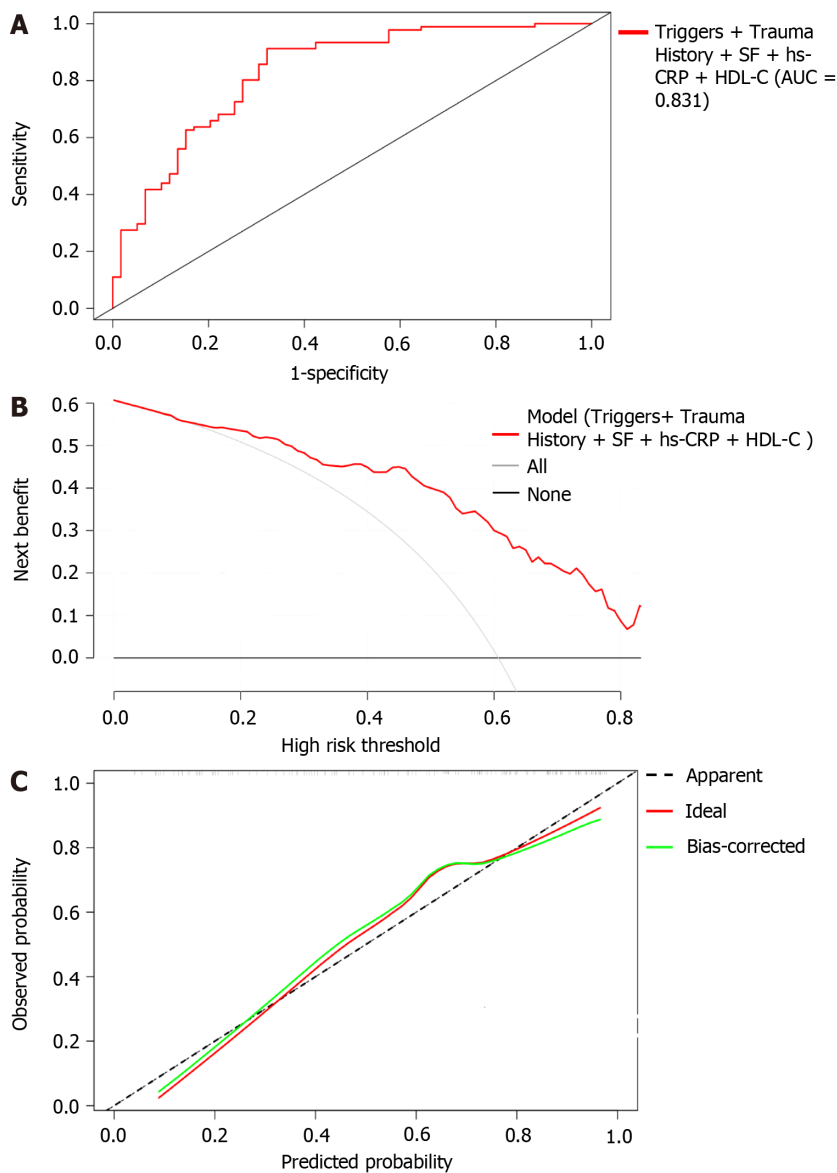 A
1.0
0.8
0.6
0.4
0.2
0.0
Sensitivity
0.0 0.2 0.4 0.6 0.8 1.0
1-specificity
Triggers + Trauma
History + SF + hs-
CRP + HDL-C (AUC =
0.831)
B
0.6
0.5
0.4
0.3
0.2
0.1
0.0
Next benefit
0.0 0.2 0.4 0.6 0.8
High risk threshold
Model (Triggers+ Trauma
History + SF + hs-CRP + HDL-C )
All
None
C
1.0
0.8
0.6
0.4
0.2
0.0
Observed probability
0.0 0.2 0.4 0.6 0.8 1.0
Predicted probability
Apparent
Ideal
Bias-corrected